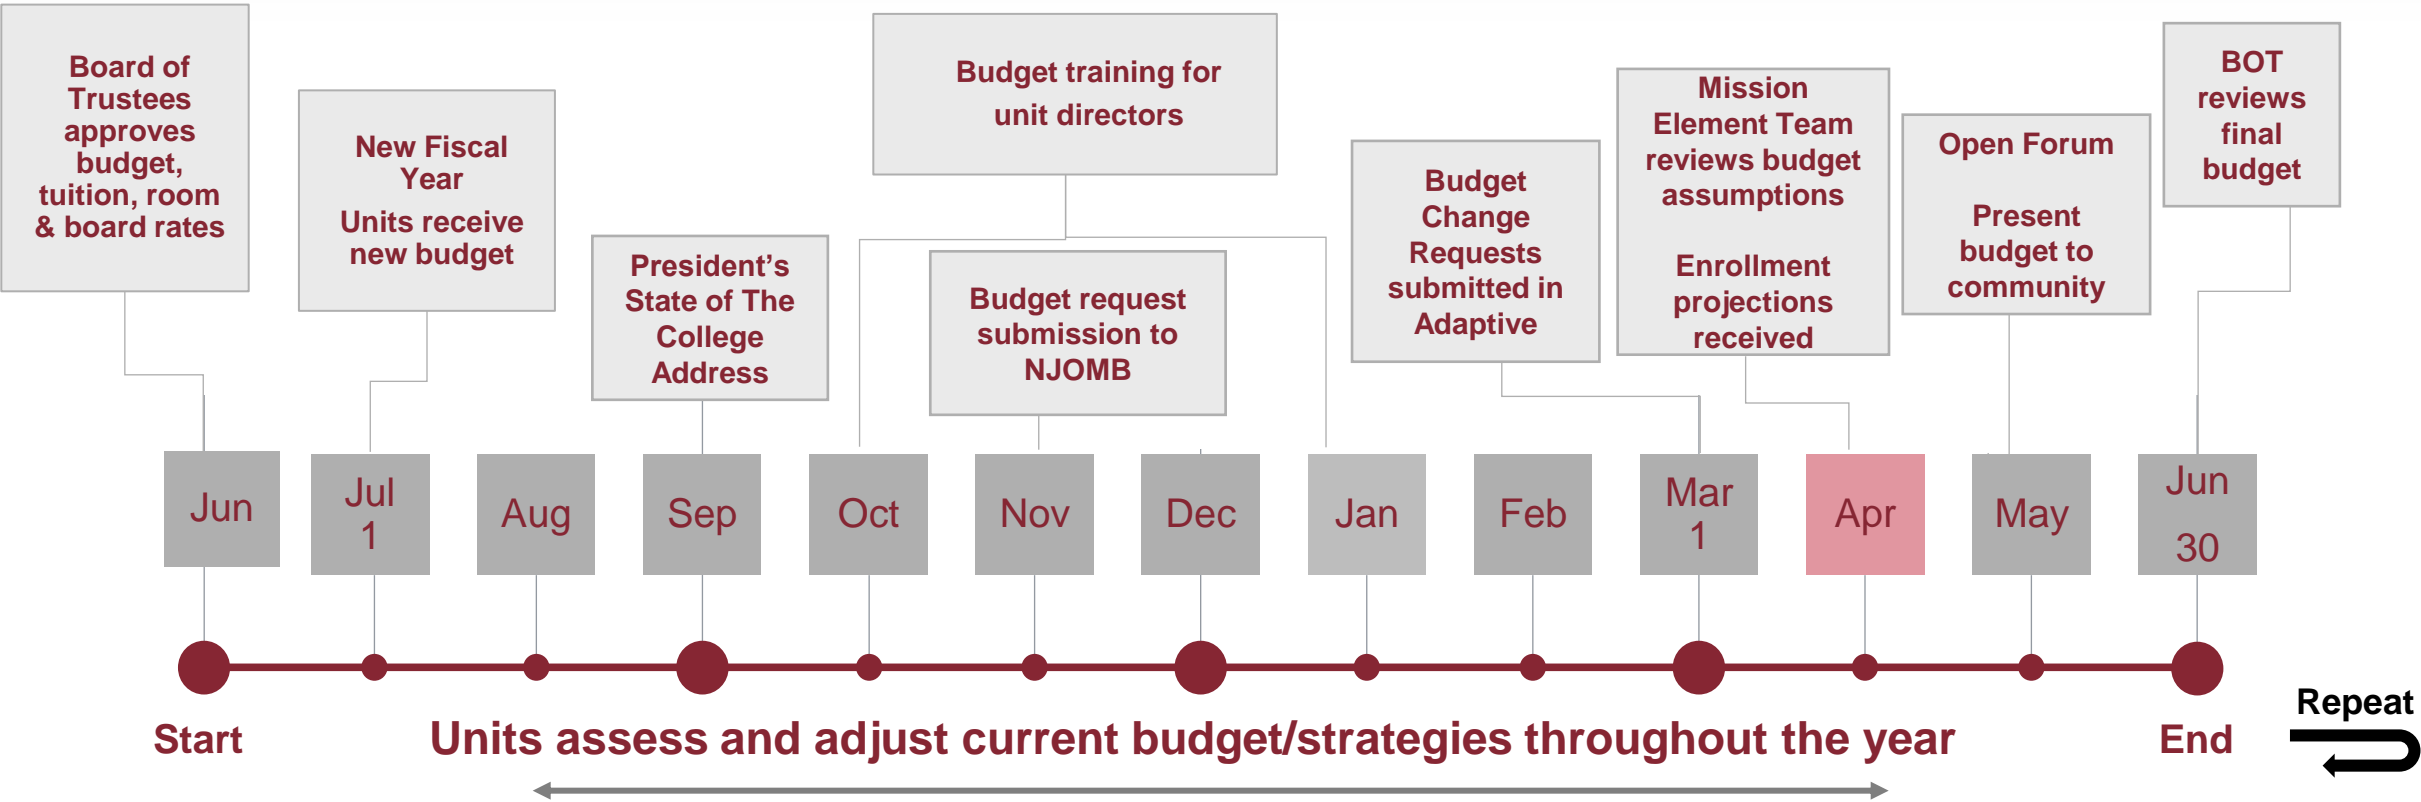 Board of
Trustees
approves
budget,
tuition, room
& board rates
New Fiscal
Year
Units receive
new budget
President’s
State of The
College
Address
Budget training for
unit directors
Budget request
submission to
NJOMB
Budget
Change
Requests
submitted in
Adaptive
Mission
Element Team
reviews budget
assumptions
Enrollment
projections
received
Open Forum
Present
budget to
community
BOT
reviews
final
budget
Jun
Jul
1
Aug
Sep
Oct
Nov
Dec
Jan
Feb
Mar
1
Apr
May
Jun
30
Start
Units assess and adjust current budget/strategies throughout the year
End
Repeat